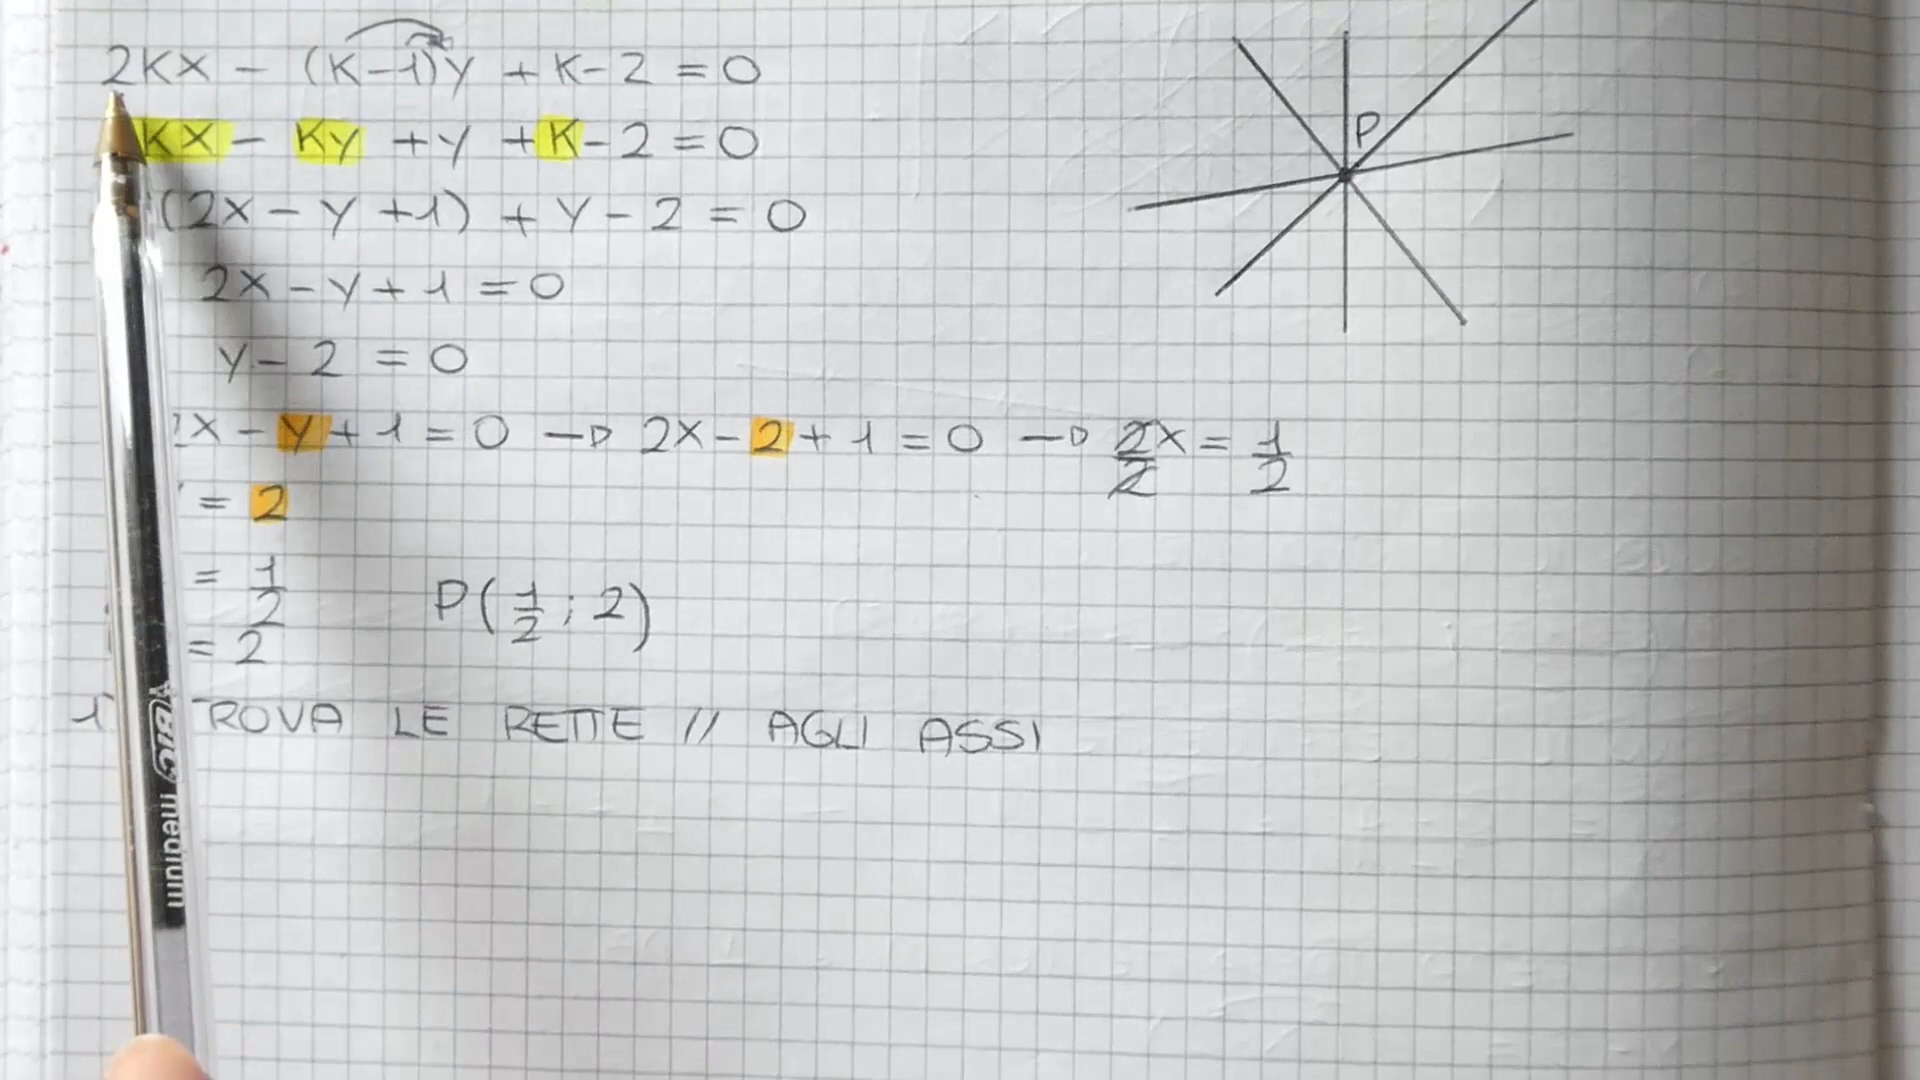 2KX - (K-1)Y + K-2 = 0
KX - KY + Y + K - 2 = 0
(2X - Y + 1) + Y - 2 = 0
2X - Y + 1 = 0
Y - 2 = 0
2X - Y + 1 = 0 → 2X - 2 + 1 = 0 → 2X/2 = 1/2
= 2
= 1/2
P(1/2 ; 2)
= 2
1 TROVA LE RETTE // AGLI ASSI
P
BIC medium